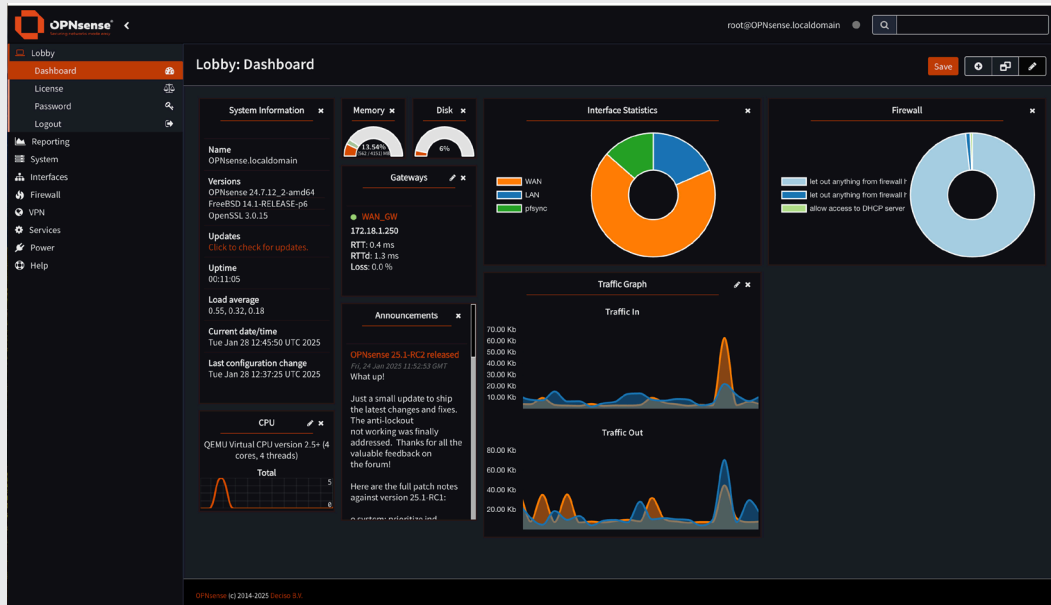 OPNsense
root@OPNsense.localdomain
Lobby
Dashboard
License
Password
Logout
Reporting
System
Interfaces
Firewall
VPN
Services
Power
Help
Lobby: Dashboard
Save
System Information
Name
OPNsense.localdomain
Versions
OPNsense 24.7.12_2-amd64
FreeBSD 14.1-RELEASE-p6
OpenSSL 3.0.15
Updates
Click to check for updates.
Uptime
00:11:05
Load average
0.55, 0.32, 0.18
Current date/time
Tue Jan 28 12:45:50 UTC 2025
Last configuration change
Tue Jan 28 12:37:25 UTC 2025
CPU
QEMU Virtual CPU version 2.5+ (4
cores, 4 threads)
Total
5
0
Memory
13.54%
Disk
6%
Gateways
WAN_GW
172.18.1.250
RTT: 0.4 ms
RTTd: 1.3 ms
Loss: 0.0 %
Announcements
OPNsense 25.1-RC2 released
Fri, 24 Jan 2025 11:52:53 GMT
What up!
Just a small update to ship
the latest changes and fixes.
The anti-lockout
not working was finally
addressed. Thanks for all the
valuable feedback on
the forum!
Here are the full patch notes
against version 25.1-RC1:
o system: prioritize ind
Interface Statistics
WAN
LAN
pfsync
Firewall
let out anything from firewall h
let out anything from firewall h
allow access to DHCP server
Traffic Graph
Traffic In
70.00 Kb
60.00 Kb
50.00 Kb
40.00 Kb
30.00 Kb
20.00 Kb
10.00 Kb
Traffic Out
80.00 Kb
60.00 Kb
40.00 Kb
20.00 Kb
OPNsense (c) 2014-2025 Deciso B.V.